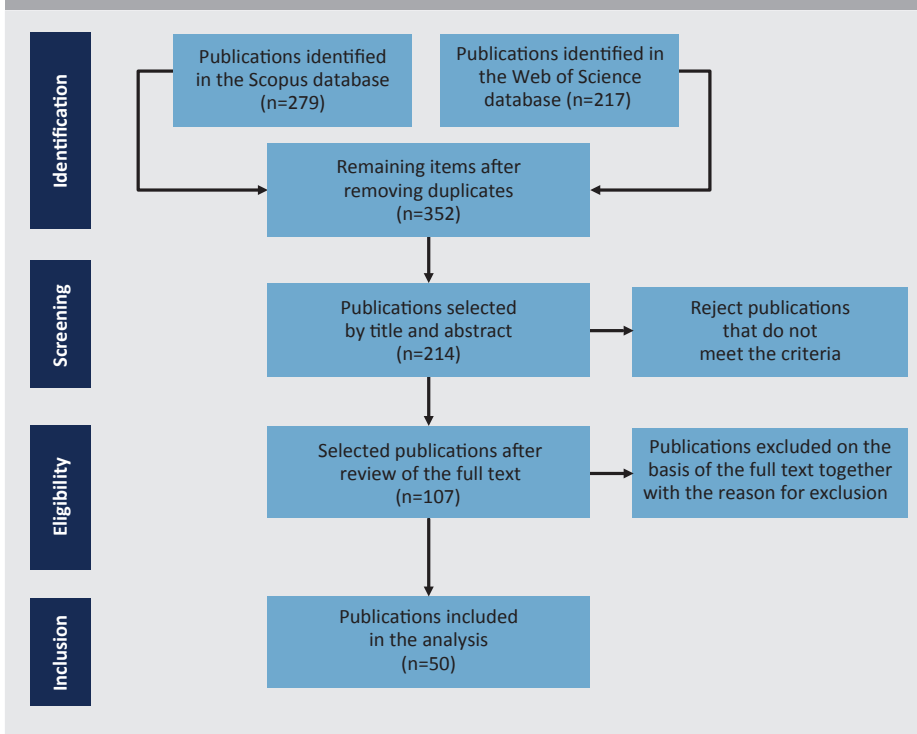 Identification
Publications identified
in the Scopus database
(n=279)
Publications identified in
the Web of Science
database (n=217)
Remaining items after
removing duplicates
(n=352)
Screening
Publications selected
by title and abstract
(n=214)
Reject publications
that do not
meet the criteria
Eligibility
Selected publications after
review of the full text
(n=107)
Publications excluded on the
basis of the full text together
with the reason for exclusion
Inclusion
Publications included
in the analysis
(n=50)